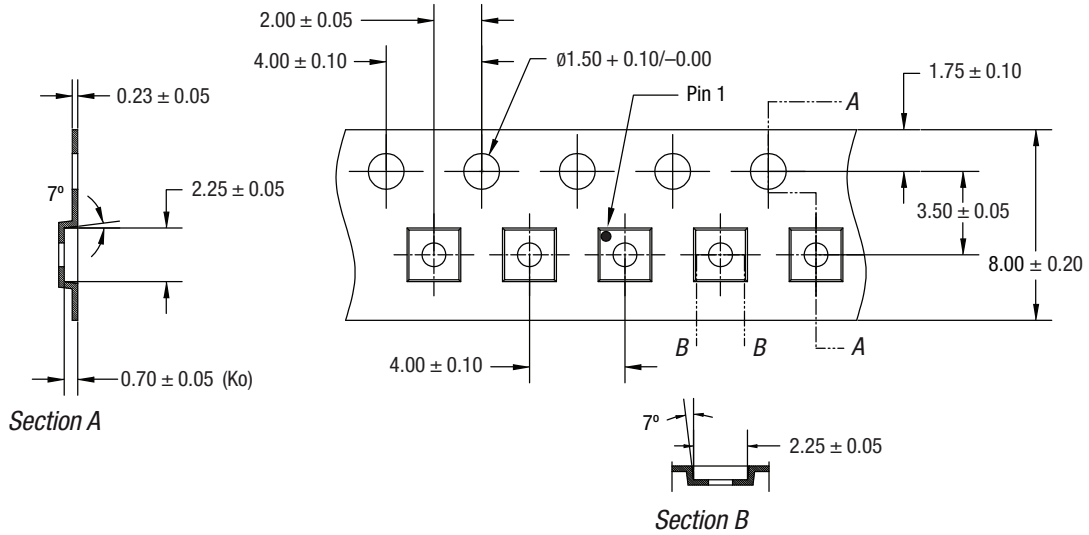 2.00 ± 0.05
4.00 ± 0.10
Ø1.50 + 0.10/–0.00
1.75 ± 0.10
0.23 ± 0.05
Pin 1
A
7º
2.25 ± 0.05
3.50 ± 0.05
8.00 ± 0.20
B
B
A
4.00 ± 0.10
0.70 ± 0.05 (Ko)
Section A
7º
2.25 ± 0.05
Section B